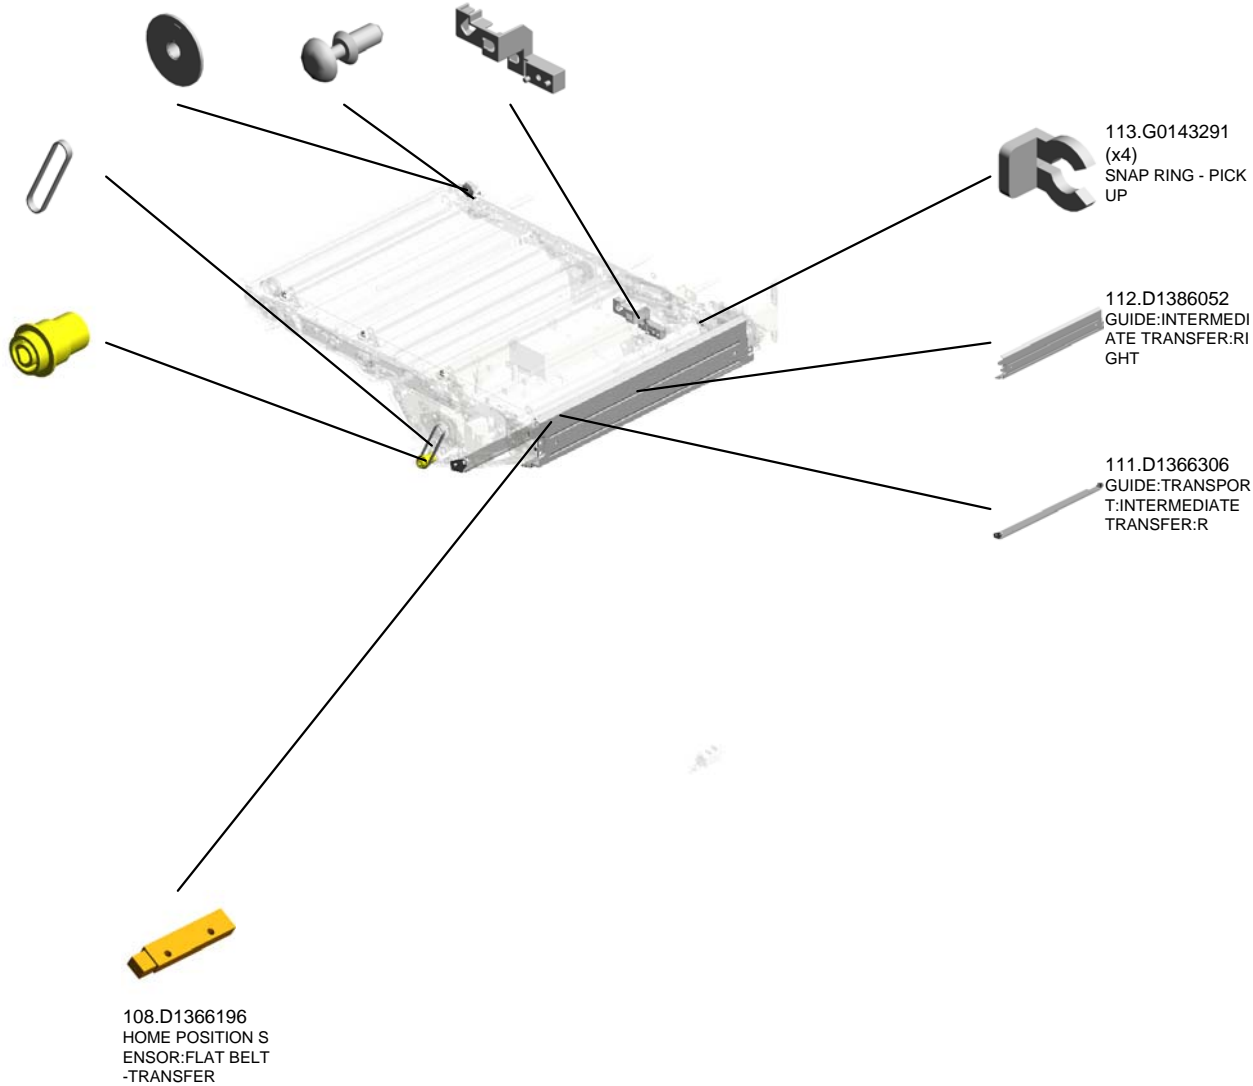 113.G0143291
(x4)
SNAP RING - PICK
UP
112.D1386052
GUIDE:INTERMEDI
ATE TRANSFER:RI
GHT
111.D1366306
GUIDE:TRANSPOR
T:INTERMEDIATE
TRANSFER:R
108.D1366196
HOME POSITION S
ENSOR:FLAT BELT
-TRANSFER